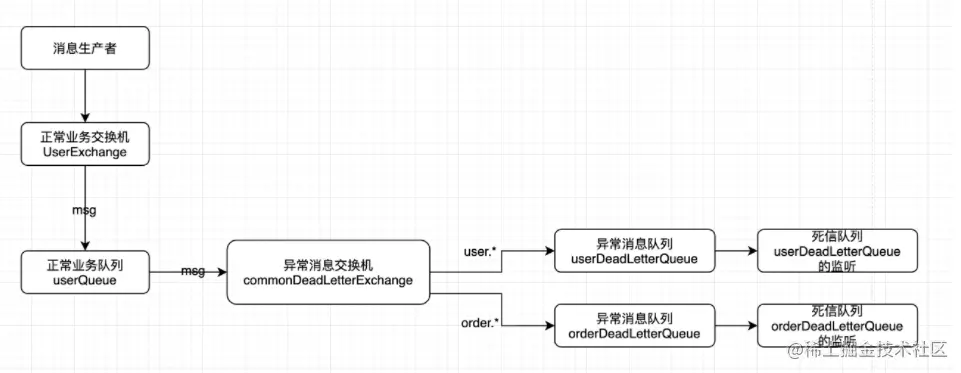 消息生产者
正常业务交换机
UserExchange
msg
正常业务队列
userQueue
msg
异常消息交换机
commonDeadLetterExchange
user.*
异常消息队列
userDeadLetterQueue
死信队列
userDeadLetterQueue
的监听
order.*
异常消息队列
orderDeadLetterQueue
死信队列
orderDeadLetterQueue
的监听
@稀土掘金技术社区